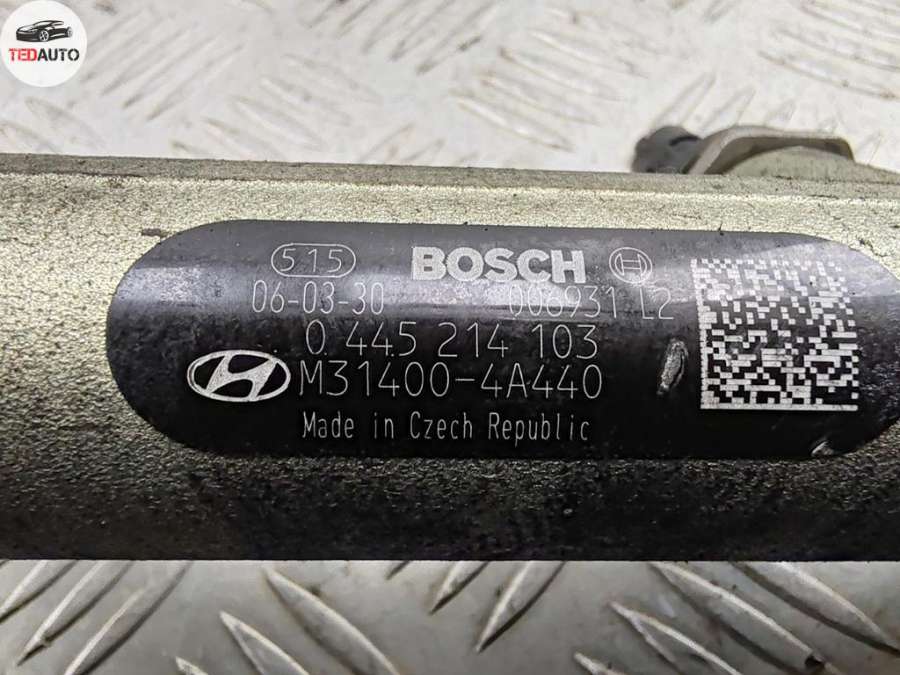 TEDAUTO
515 BOSCH
06-03-30 006931 L2
0 445 214 103
M31400-4A440
Made in Czech Republic